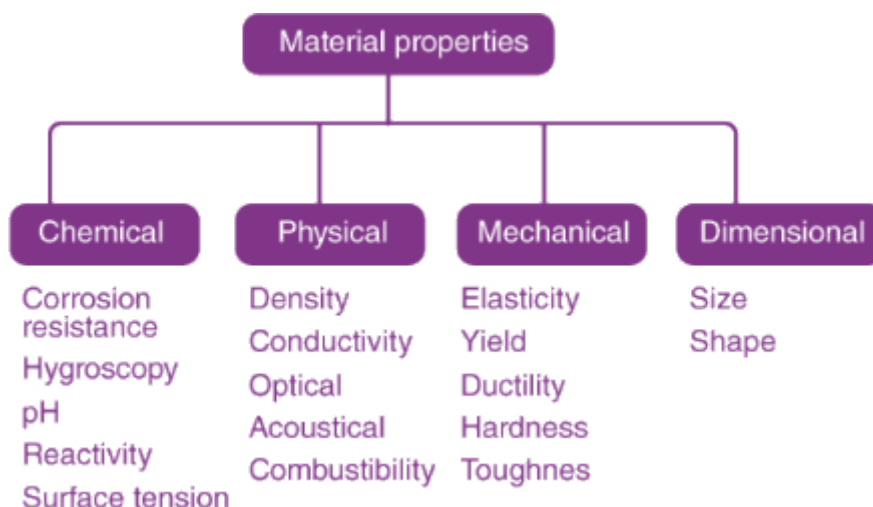 Material properties
Chemical
Corrosion
resistance
Hygroscopy
pH
Reactivity
Surface tension
Physical
Density
Conductivity
Optical
Acoustical
Combustibility
Mechanical
Elasticity
Yield
Ductility
Hardness
Toughnes
Dimensional
Size
Shape